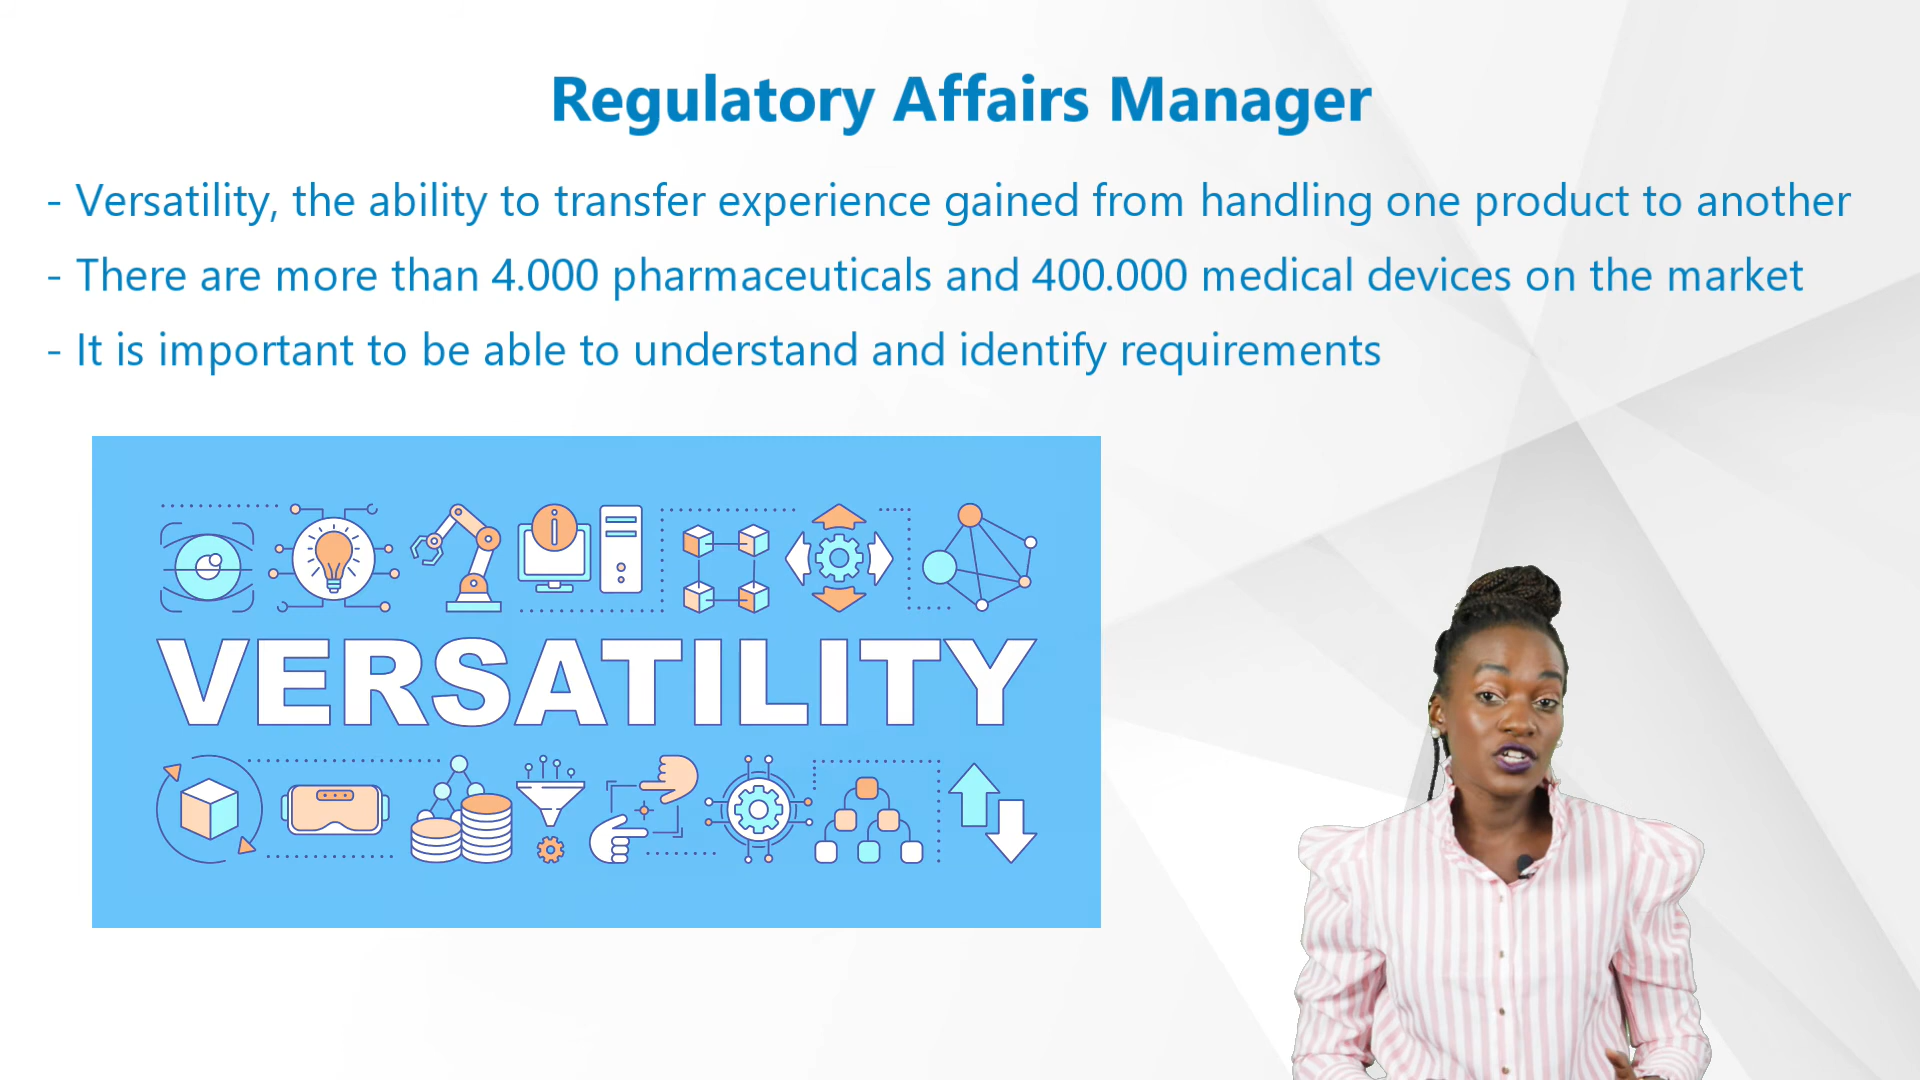 Regulatory Affairs Manager
- Versatility, the ability to transfer experience gained from handling one product to another
- There are more than 4.000 pharmaceuticals and 400.000 medical devices on the market
- It is important to be able to understand and identify requirements
VERSATILITY